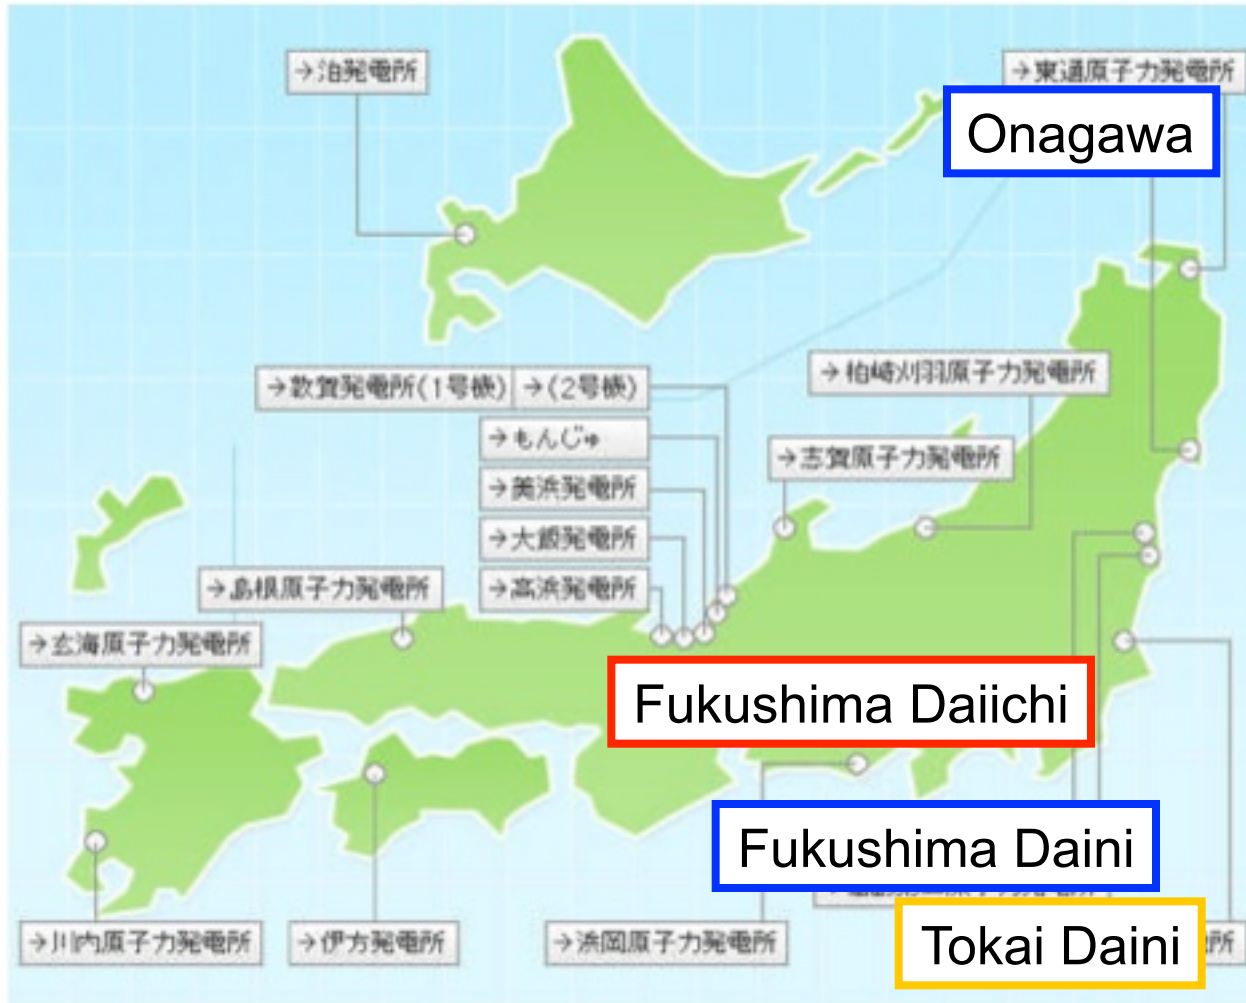 →泊発電所
→東通原子力発電所
Onagawa
→敦賀発電所(1号機) →(2号機)
→柏崎刈羽原子力発電所
→もんじゅ
→志賀原子力発電所
→美浜発電所
→大飯発電所
→島根原子力発電所
→高浜発電所
→玄海原子力発電所
Fukushima Daiichi
Fukushima Daini
→川内原子力発電所
→伊方発電所
→浜岡原子力発電所
Tokai Daini
所